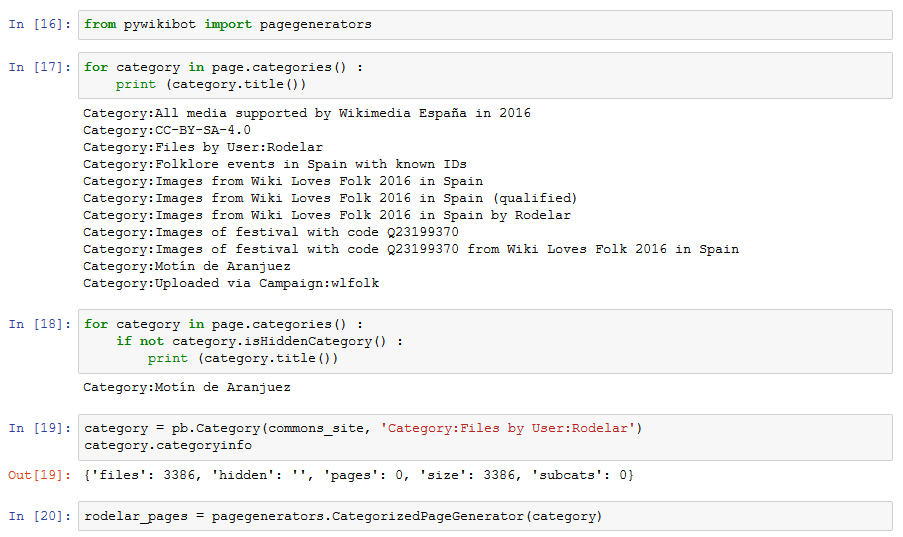 In [16]: from pywikibot import pagegenerators
In [17]: for category in page.categories() :
print (category.title())
Category:All media supported by Wikimedia España in 2016
Category:CC-BY-SA-4.0
Category:Files by User:Rodelar
Category:Folklore events in Spain with known IDs
Category:Images from Wiki Loves Folk 2016 in Spain
Category:Images from Wiki Loves Folk 2016 in Spain (qualified)
Category:Images from Wiki Loves Folk 2016 in Spain by Rodelar
Category:Images of festival with code Q23199370
Category:Images of festival with code Q23199370 from Wiki Loves Folk 2016 in Spain
Category:Motín de Aranjuez
Category:Uploaded via Campaign:wlfolk
In [18]: for category in page.categories() :
if not category.isHiddenCategory() :
print (category.title())
Category:Motín de Aranjuez
In [19]: category = pb.Category(commons_site, 'Category:Files by User:Rodelar')
category.categoryinfo
Out[19]: {'files': 3386, 'hidden': '', 'pages': 0, 'size': 3386, 'subcats': 0}
In [20]: rodelar_pages = pagegenerators.CategorizedPageGenerator(category)